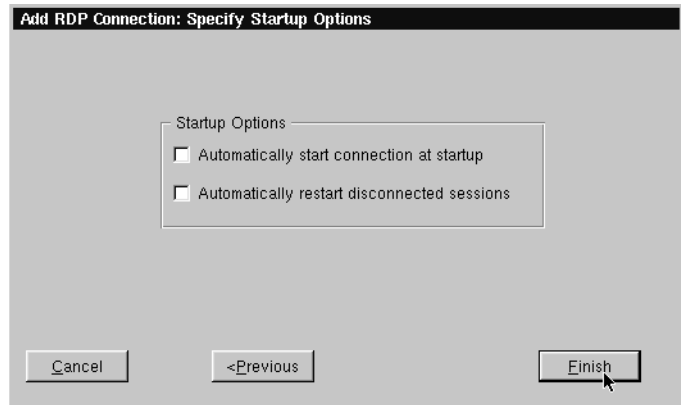 Add RDP Connection: Specify Startup Options
Startup Options
Automatically start connection at startup
Automatically restart disconnected sessions
Cancel
<Previous
Finish